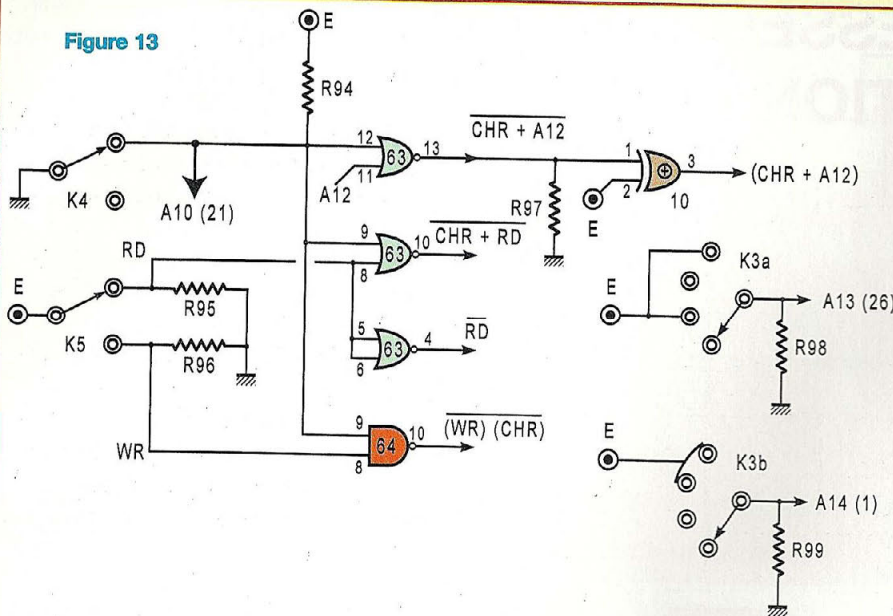 Figure 13
E
R94
12
63
13
CHR + A12
11
A12
K4
A10 (21)
1
3
2
10
(CHR + A12)
E
R97
9
63
10
CHR + RD
8
RD
E
R95
K5
R96
5
63
4
RD
6
K3a
E
A13 (26)
R98
WR
9
64
10
(WR) (CHR)
8
E
K3b
A14 (1)
R99